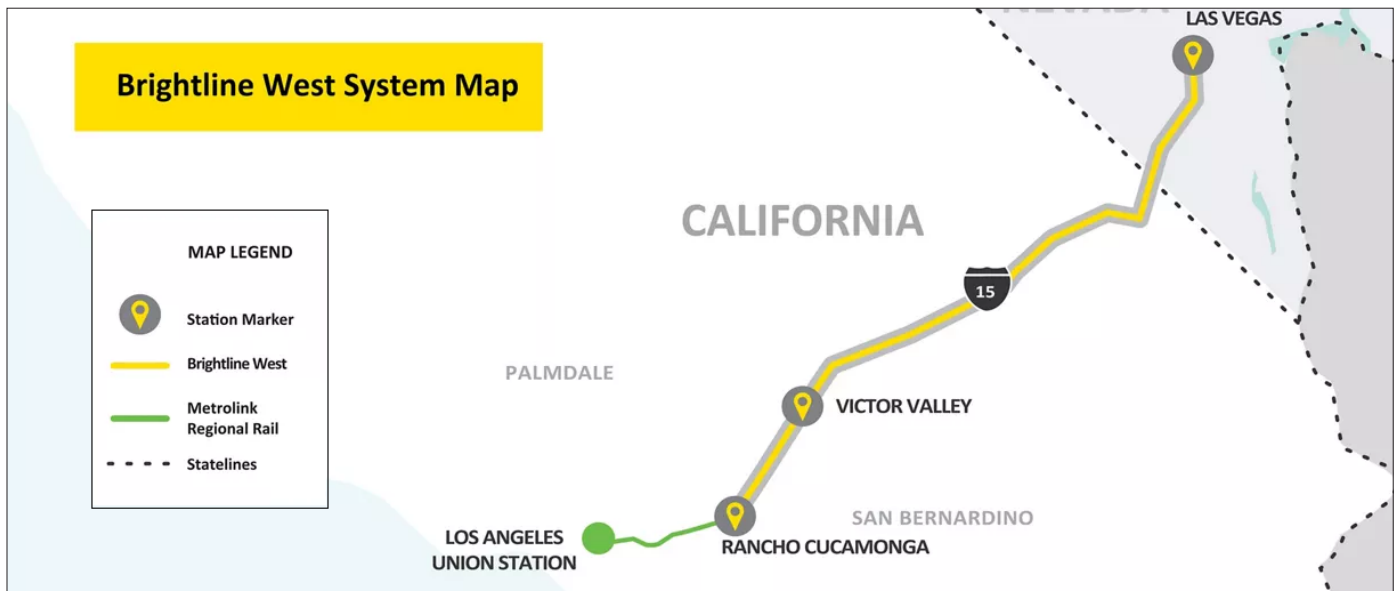 NEVADA
LAS VEGAS
Brightline West System Map
CALIFORNIA
MAP LEGEND
Station Marker
Brightline West
Metrolink
Regional Rail
Statelines
15
PALMDALE
VICTOR VALLEY
SAN BERNARDINO
LOS ANGELES
UNION STATION
RANCHO CUCAMONGA